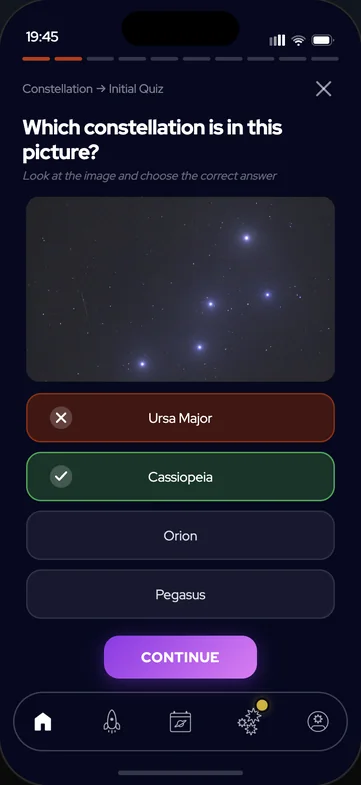 19:45
Constellation → Initial Quiz
Which constellation is in this
picture?
Look at the image and choose the correct answer
Ursa Major
Cassiopeia
Orion
Pegasus
CONTINUE